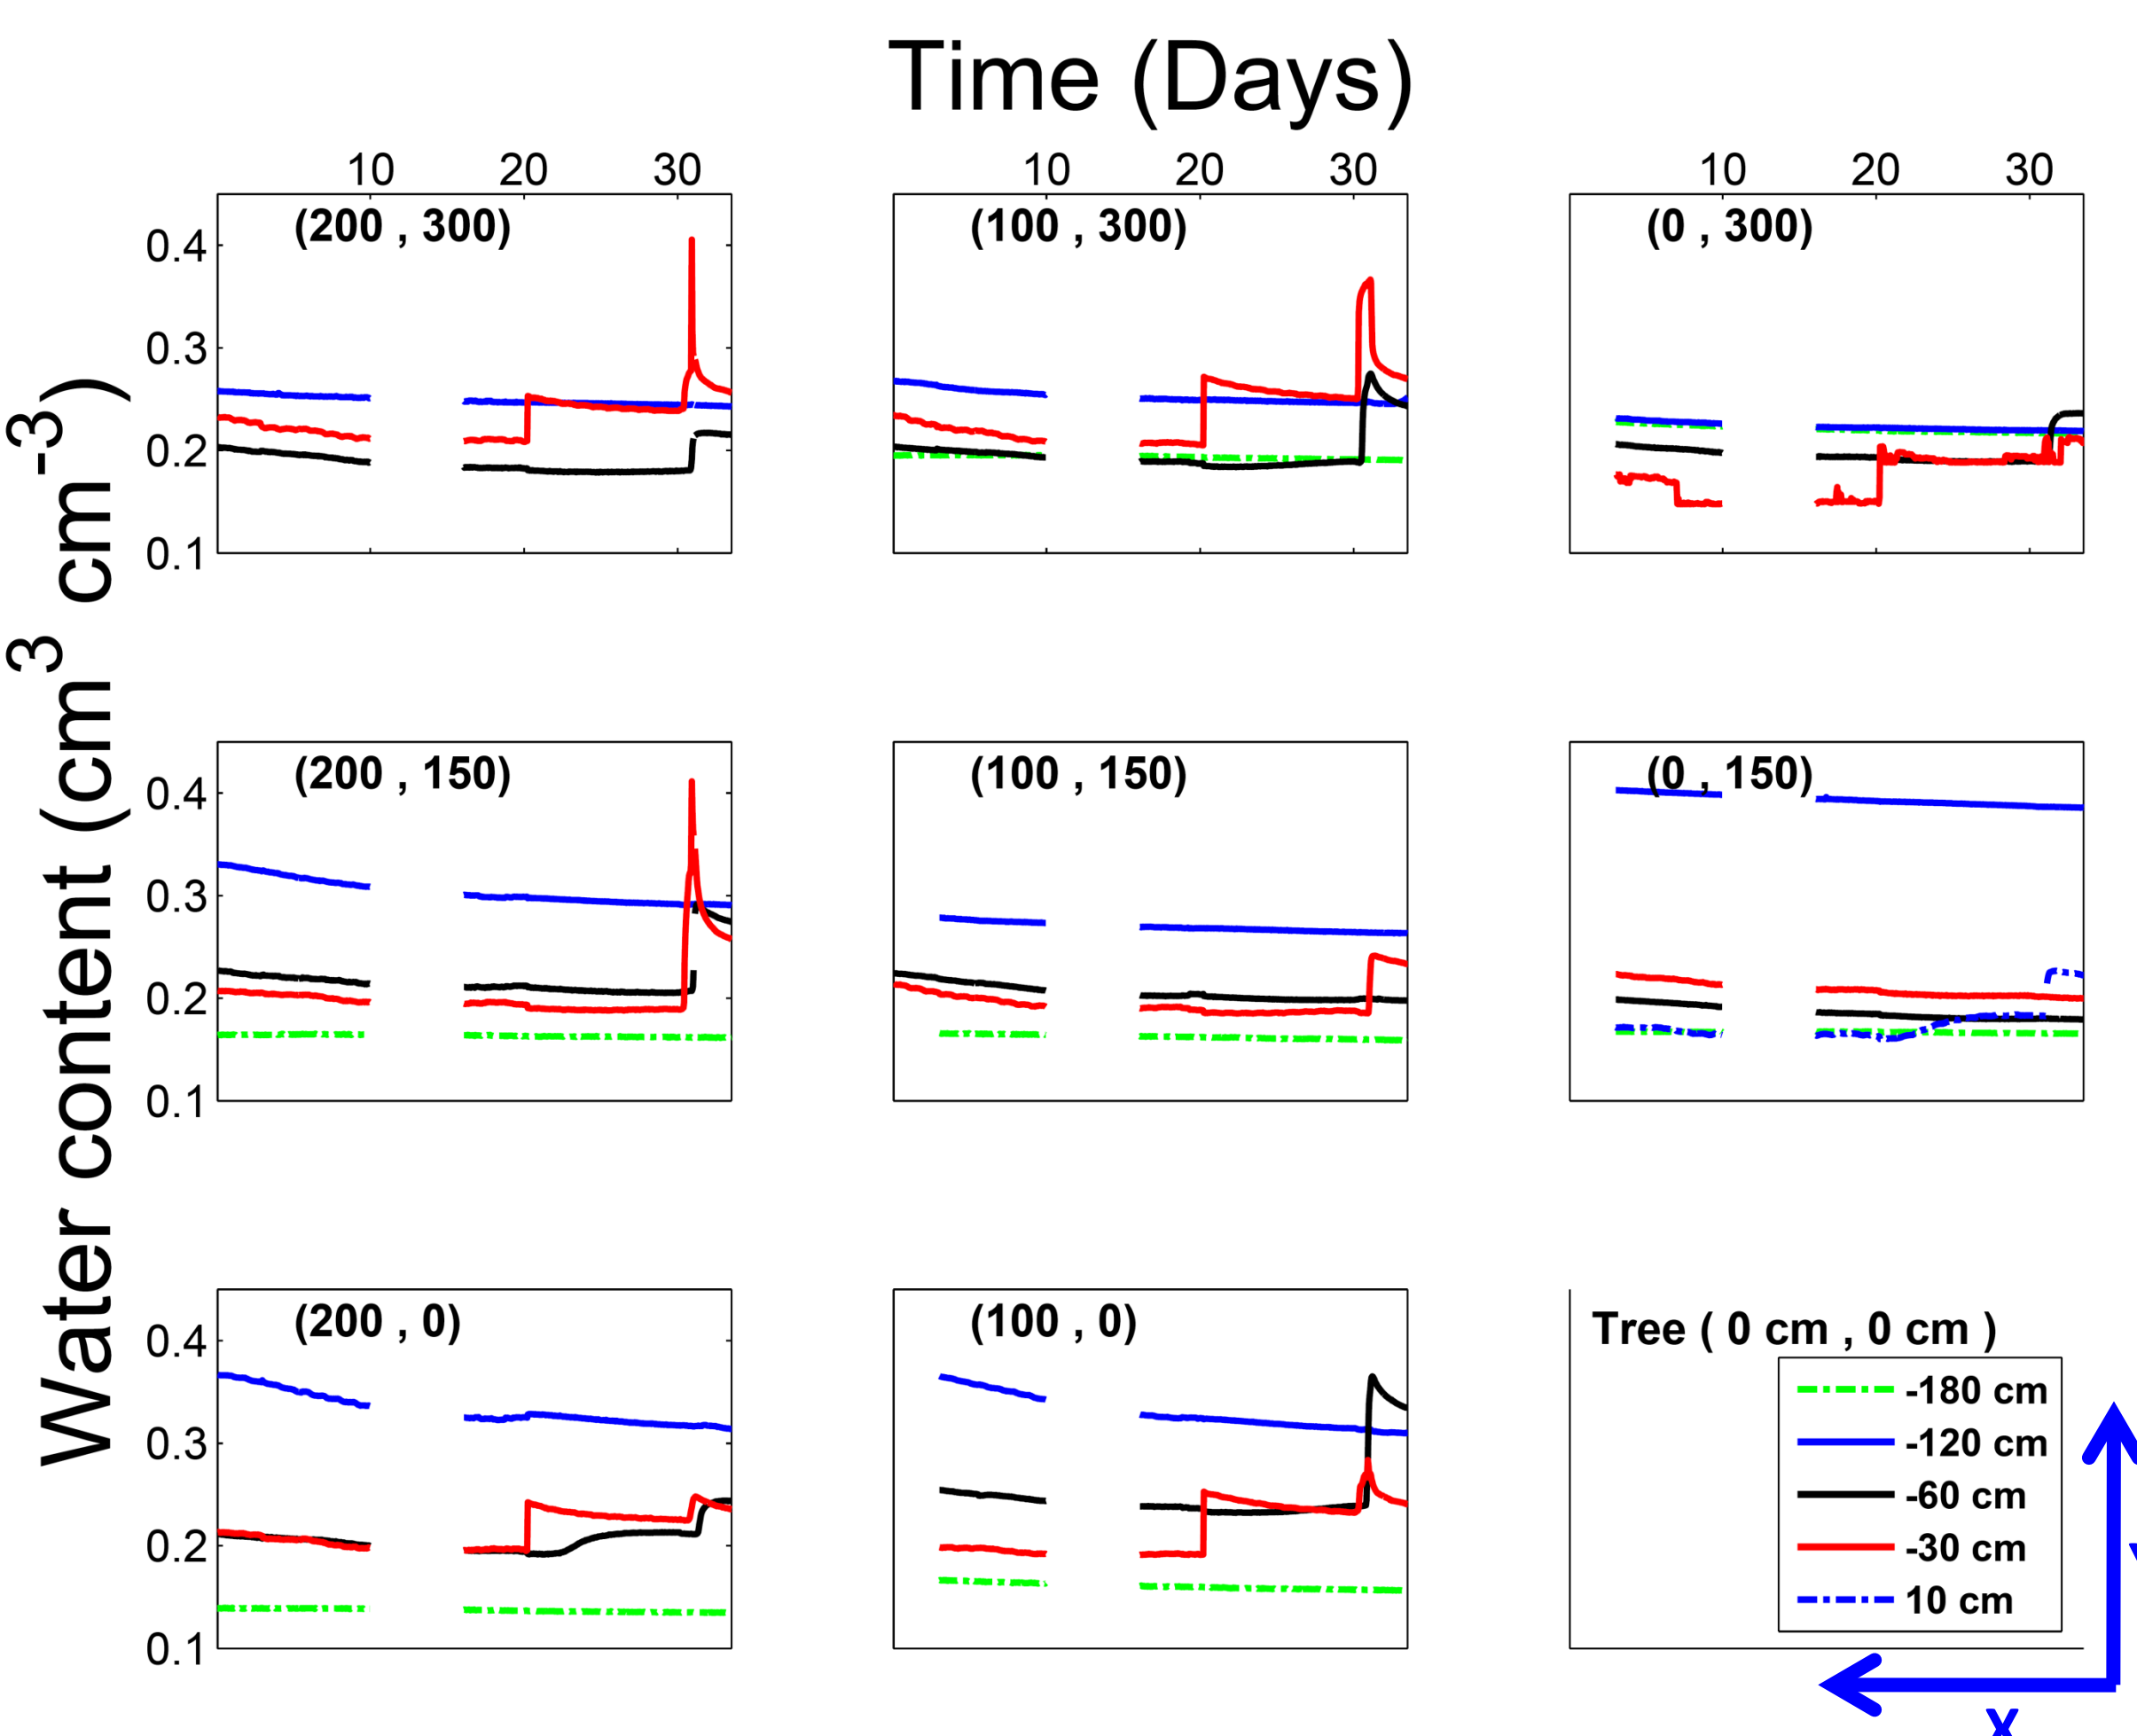 Time (Days)
10 20 30
10 20 30
10 20 30
Water content (cm3 cm-3)
(200 , 300)
(100 , 300)
(0 , 300)
0.4
0.3
0.2
0.1
(200 , 150)
(100 , 150)
(0 , 150)
0.4
0.3
0.2
0.1
(200 , 0)
(100 , 0)
Tree ( 0 cm , 0 cm )
0.4
0.3
0.2
0.1
-180 cm
-120 cm
-60 cm
-30 cm
10 cm
x